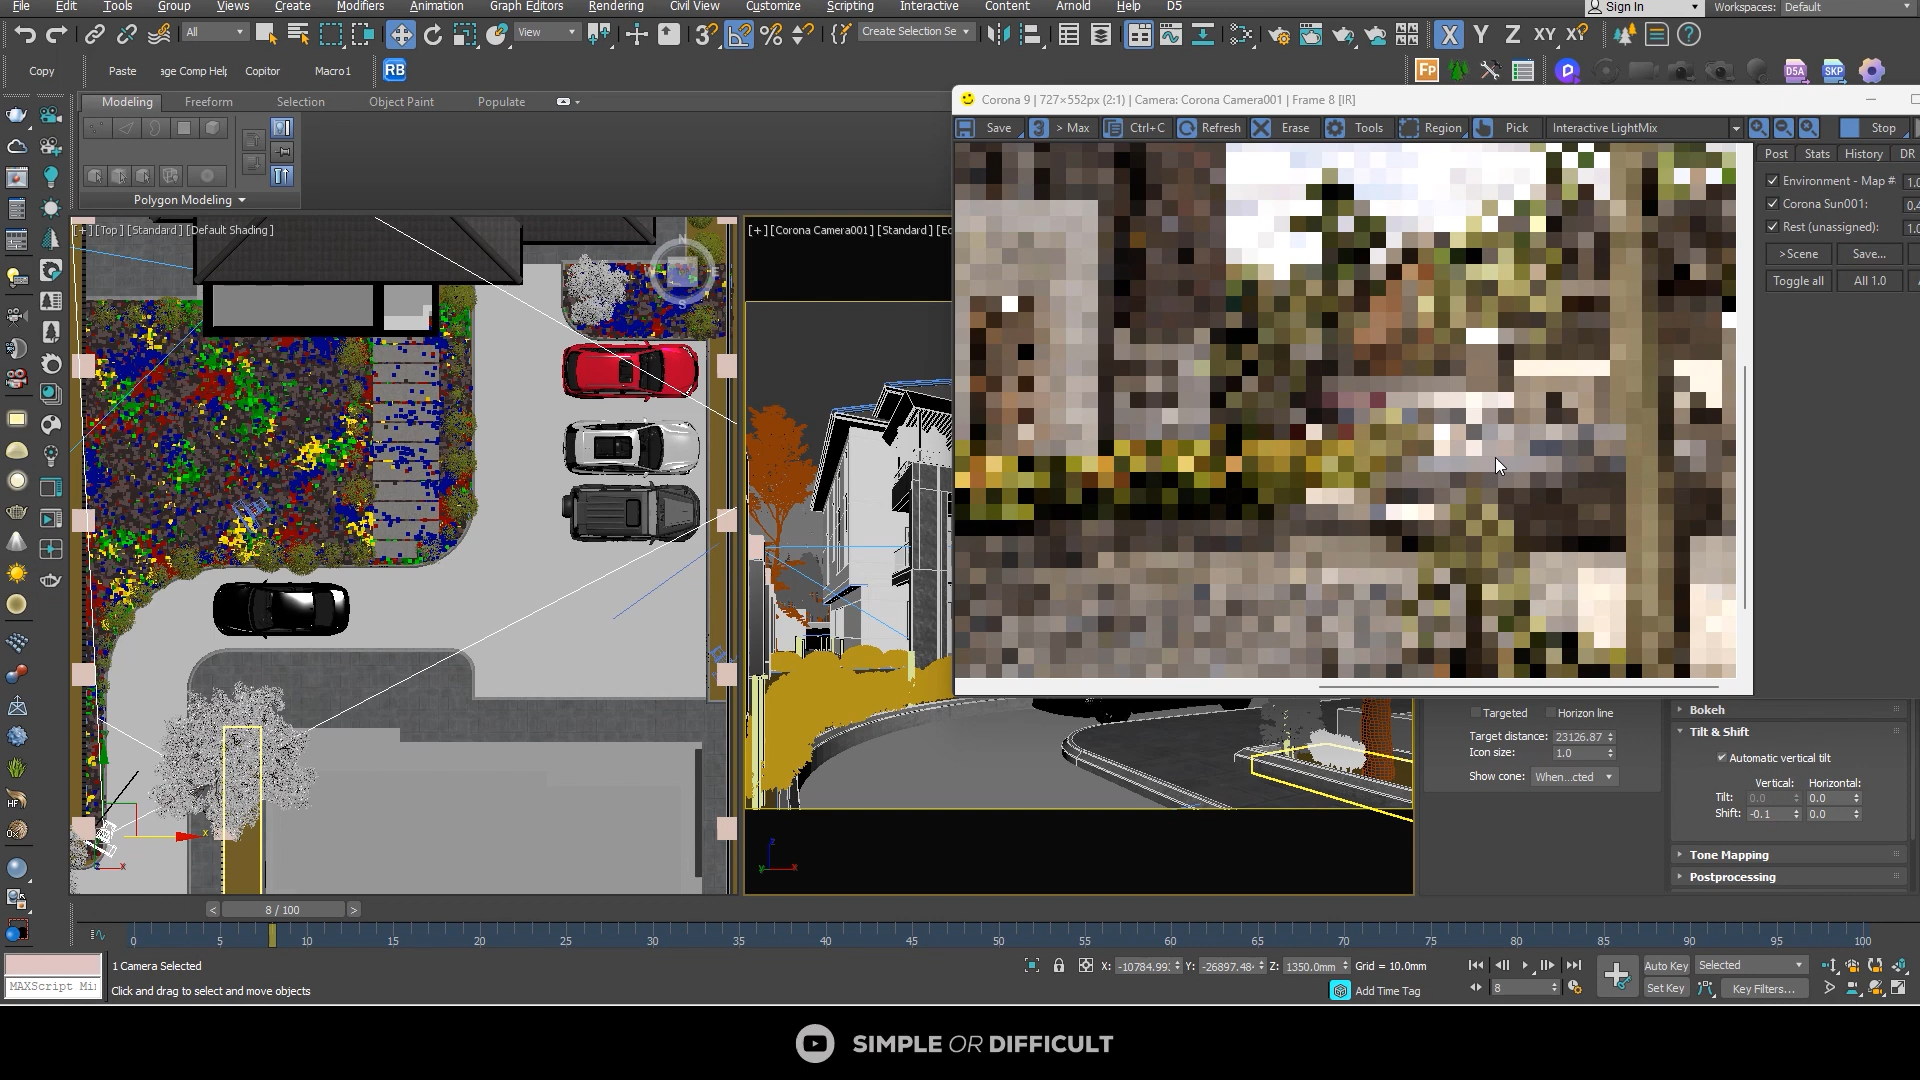 File Edit Tools Group Views Create Modifiers Animation Graph Editors Rendering Civil View Customize Scripting Interactive Content Arnold Help D5 Sign In Workspaces: Default
All View 3 Create Selection Se X Y Z XY XY
Copy Paste age Comp Help Copitor Macro1 RB Fp D5A SKP
Modeling Freeform Selection Object Paint Populate
Polygon Modeling
Corona 9 | 727×552px (2:1) | Camera: Corona Camera001 | Frame 8 [IR]
Save 3 > Max Ctrl+C Refresh Erase Tools Region Pick Interactive LightMix Stop
Post Stats History DR
Environment - Map #
Corona Sun001:
Rest (unassigned):
>Scene Save...
Toggle all All 1.0
[+] [Top] [Standard] [Default Shading]
[+] [Corona Camera001] [Standard]
Targeted Horizon line
Target distance: 23126.87
Icon size: 1.0
Show cone: When...cted
Bokeh
Tilt & Shift
Automatic vertical tilt
Vertical: Horizontal:
Tilt: 0.0 0.0
Shift: -0.1 0.0
Tone Mapping
Postprocessing
< 8 / 100 >
0 5 10 15 20 25 30 35 40 45 50 55 60 65 70 75 80 85 90 95 100
1 Camera Selected
X: Y: Z: 1350.0mm Grid = 10.0mm
Auto Key Selected
MAXScript Mi
Click and drag to select and move objects
Add Time Tag
8 Set Key Key Filters...
SIMPLE OR DIFFICULT